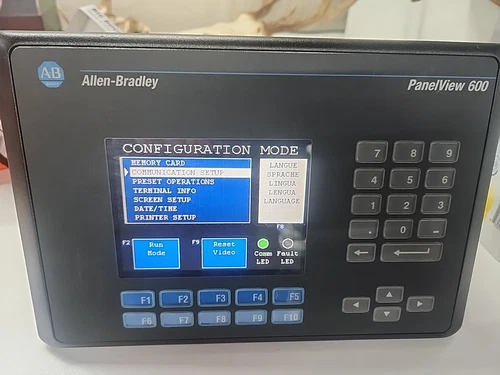 AB
Allen-Bradley
PanelView 600
CONFIGURATION MODE
MEMORY CARD
COMMUNICATION SETUP
PRESET OPERATIONS
TERMINAL INFO
SCREEN SETUP
DATE/TIME
PRINTER SETUP
LANGUE
SPRACHE
LINGUA
LENGUA
LANGUAGE
F2
Run
Mode
F9
Reset
Video
Comm
LED
Fault
LED
7 8 9
4 5 6
1 2 3
. 0 -
F1 F2 F3 F4 F5
F6 F7 F8 F9 F10